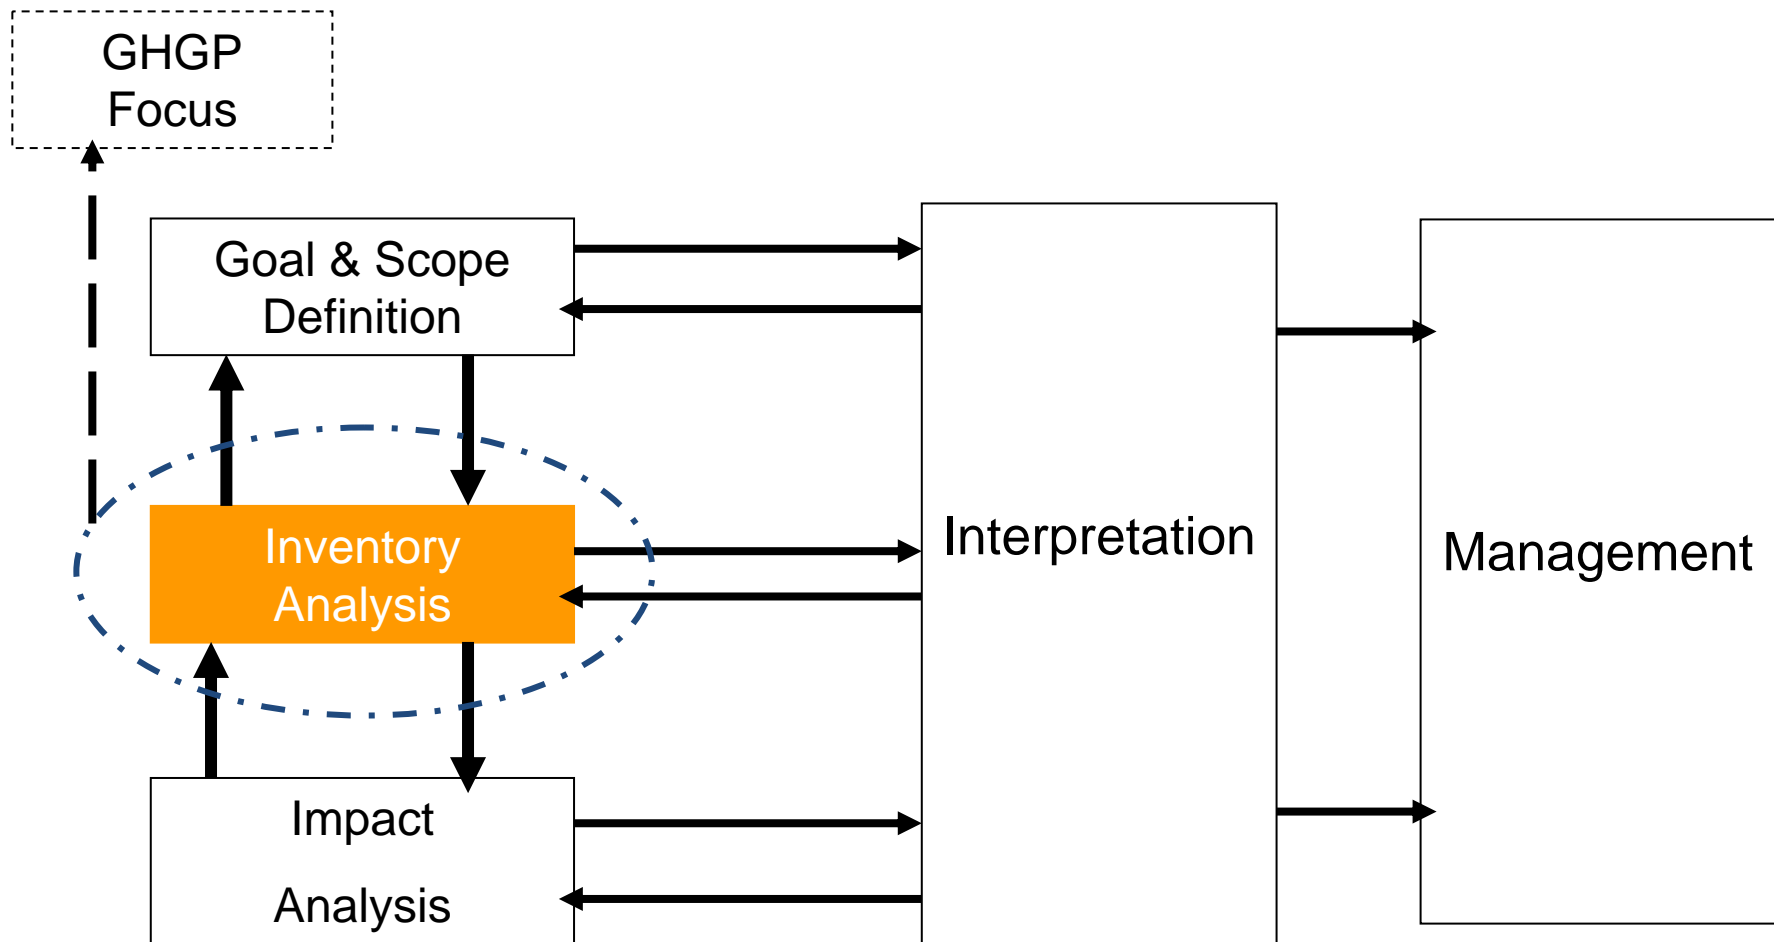 GHGP
Focus
Goal & Scope
Definition
Inventory
Analysis
Impact
Analysis
Interpretation
Management